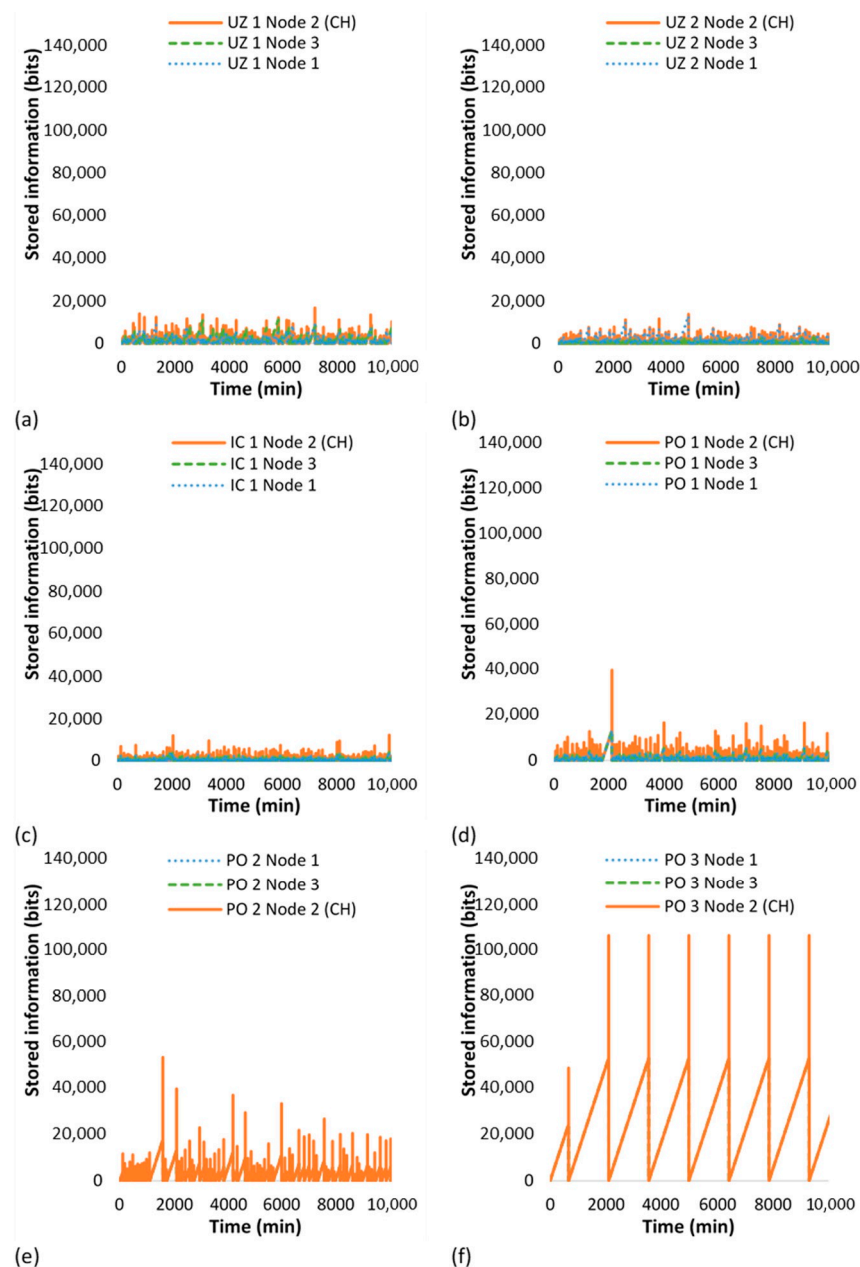 UZ 1 Node 2 (CH)
UZ 1 Node 3
UZ 1 Node 1
Stored information (bits)
140,000
120,000
100,000
80,000
60,000
40,000
20,000
0
0 2000 4000 6000 8000 10,000
Time (min)
(a)
UZ 2 Node 2 (CH)
UZ 2 Node 3
UZ 2 Node 1
Stored information (bits)
140,000
120,000
100,000
80,000
60,000
40,000
20,000
0
0 2000 4000 6000 8000 10,000
Time (min)
(b)
IC 1 Node 2 (CH)
IC 1 Node 3
IC 1 Node 1
Stored information (bits)
140,000
120,000
100,000
80,000
60,000
40,000
20,000
0
0 2000 4000 6000 8000 10,000
Time (min)
(c)
PO 1 Node 2 (CH)
PO 1 Node 3
PO 1 Node 1
Stored information (bits)
140,000
120,000
100,000
80,000
60,000
40,000
20,000
0
0 2000 4000 6000 8000 10,000
Time (min)
(d)
PO 2 Node 1
PO 2 Node 3
PO 2 Node 2 (CH)
Stored information (bits)
140,000
120,000
100,000
80,000
60,000
40,000
20,000
0
0 2000 4000 6000 8000 10,000
Time (min)
(e)
PO 3 Node 1
PO 3 Node 3
PO 3 Node 2 (CH)
Stored information (bits)
140,000
120,000
100,000
80,000
60,000
40,000
20,000
0
0 2000 4000 6000 8000 10,000
Time (min)
(f)